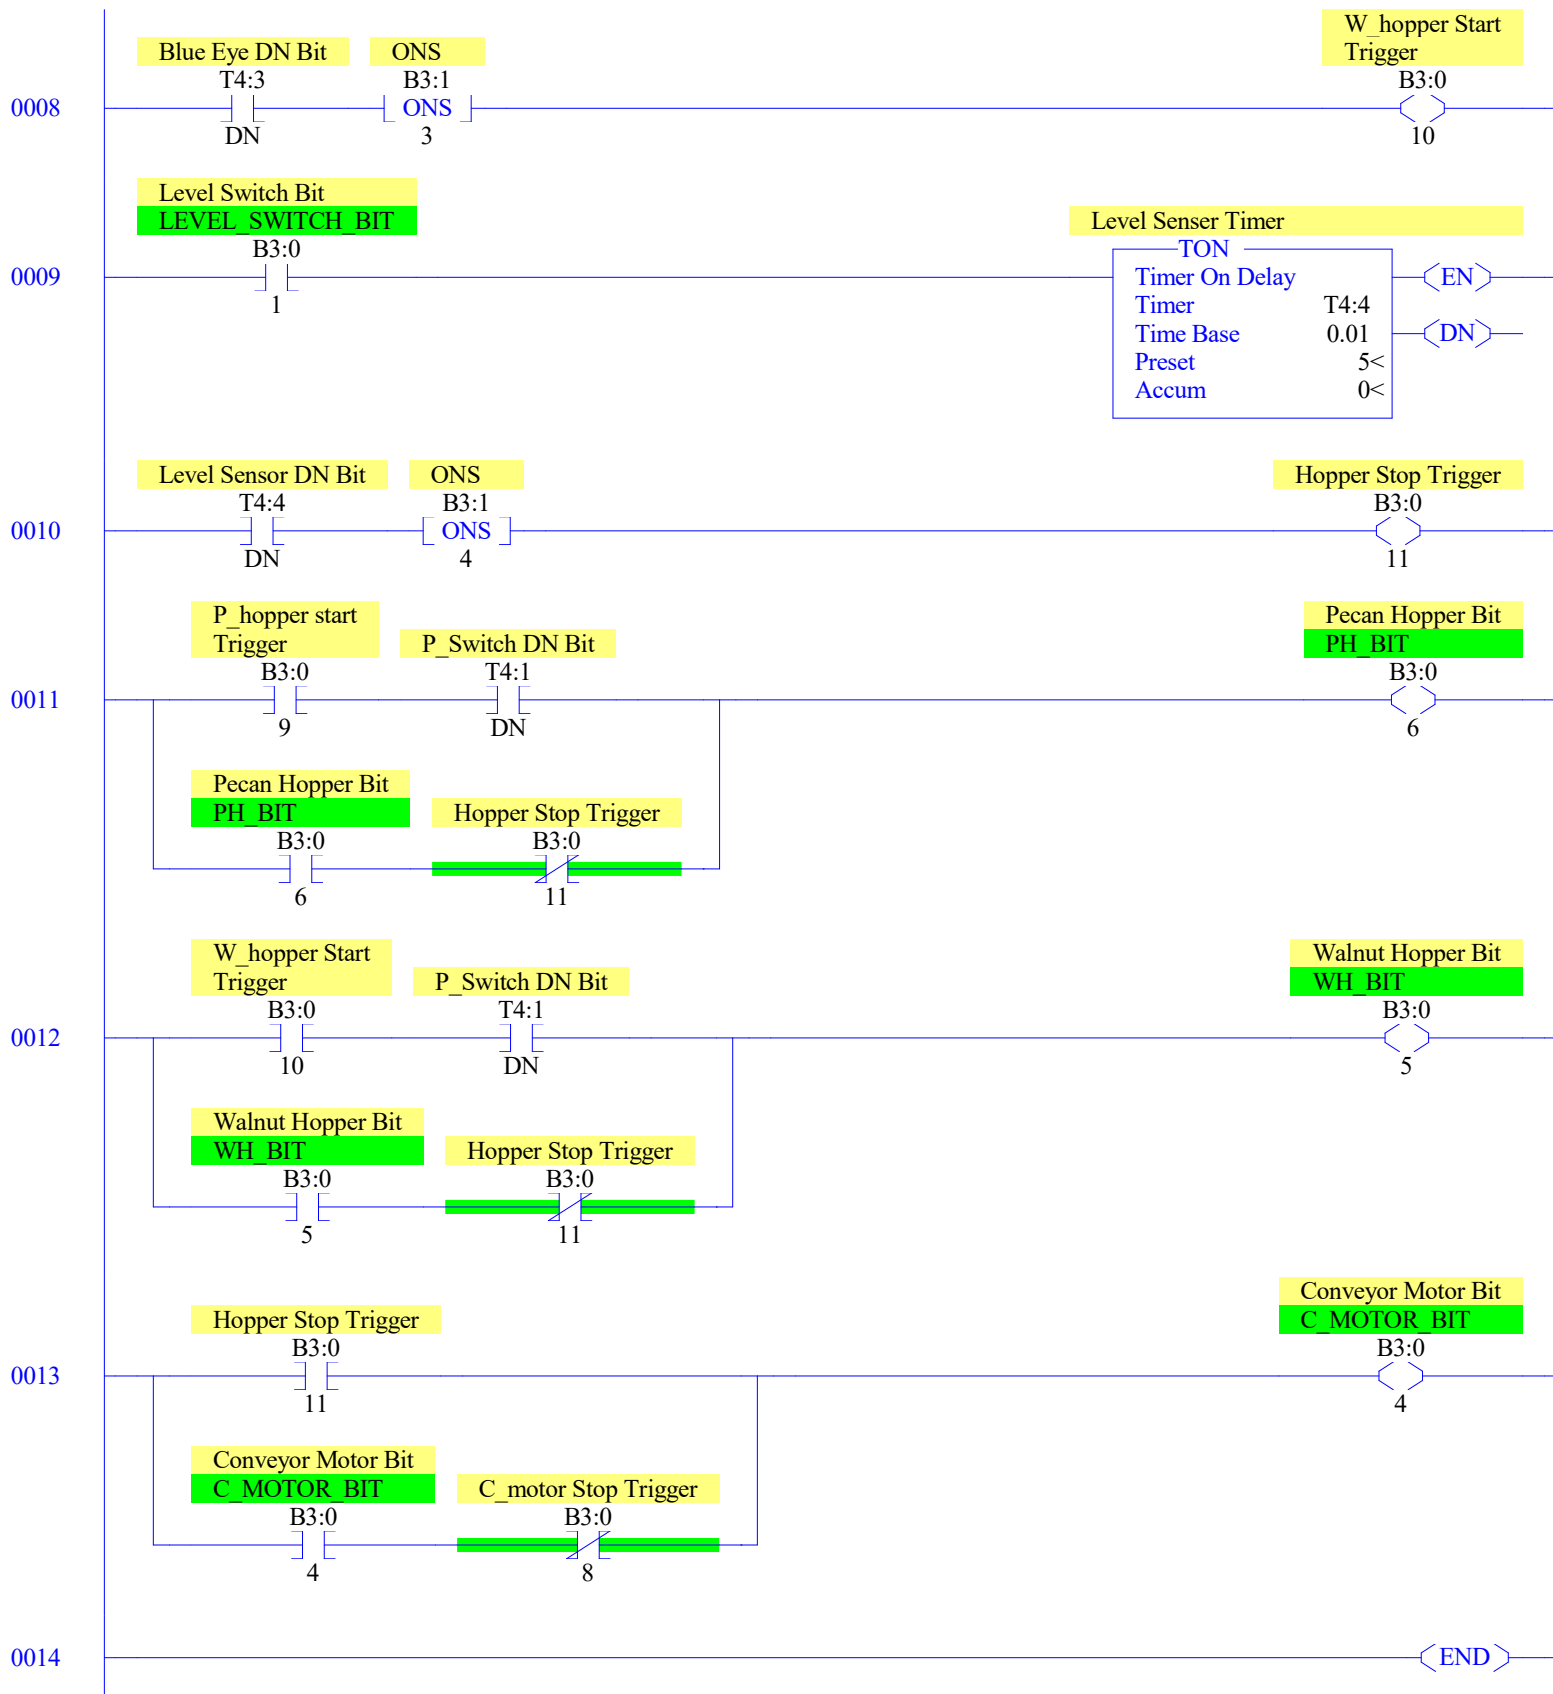 Blue Eye DN Bit
T4:3
DN
ONS
B3:1
ONS
3
W_hopper Start
Trigger
B3:0
10
0008
Level Switch Bit
LEVEL_SWITCH_BIT
B3:0
1
0009
Level Senser Timer
TON
Timer On Delay
Timer T4:4
Time Base 0.01
Preset 5<
Accum 0<
EN
DN
Level Sensor DN Bit
T4:4
DN
ONS
B3:1
ONS
4
Hopper Stop Trigger
B3:0
11
0010
P_hopper start
Trigger
B3:0
9
P_Switch DN Bit
T4:1
DN
Pecan Hopper Bit
PH_BIT
B3:0
6
0011
Pecan Hopper Bit
PH_BIT
B3:0
6
Hopper Stop Trigger
B3:0
11
W_hopper Start
Trigger
B3:0
10
P_Switch DN Bit
T4:1
DN
Walnut Hopper Bit
WH_BIT
B3:0
5
0012
Walnut Hopper Bit
WH_BIT
B3:0
5
Hopper Stop Trigger
B3:0
11
Hopper Stop Trigger
B3:0
11
Conveyor Motor Bit
C_MOTOR_BIT
B3:0
4
0013
Conveyor Motor Bit
C_MOTOR_BIT
B3:0
4
C_motor Stop Trigger
B3:0
8
0014
END